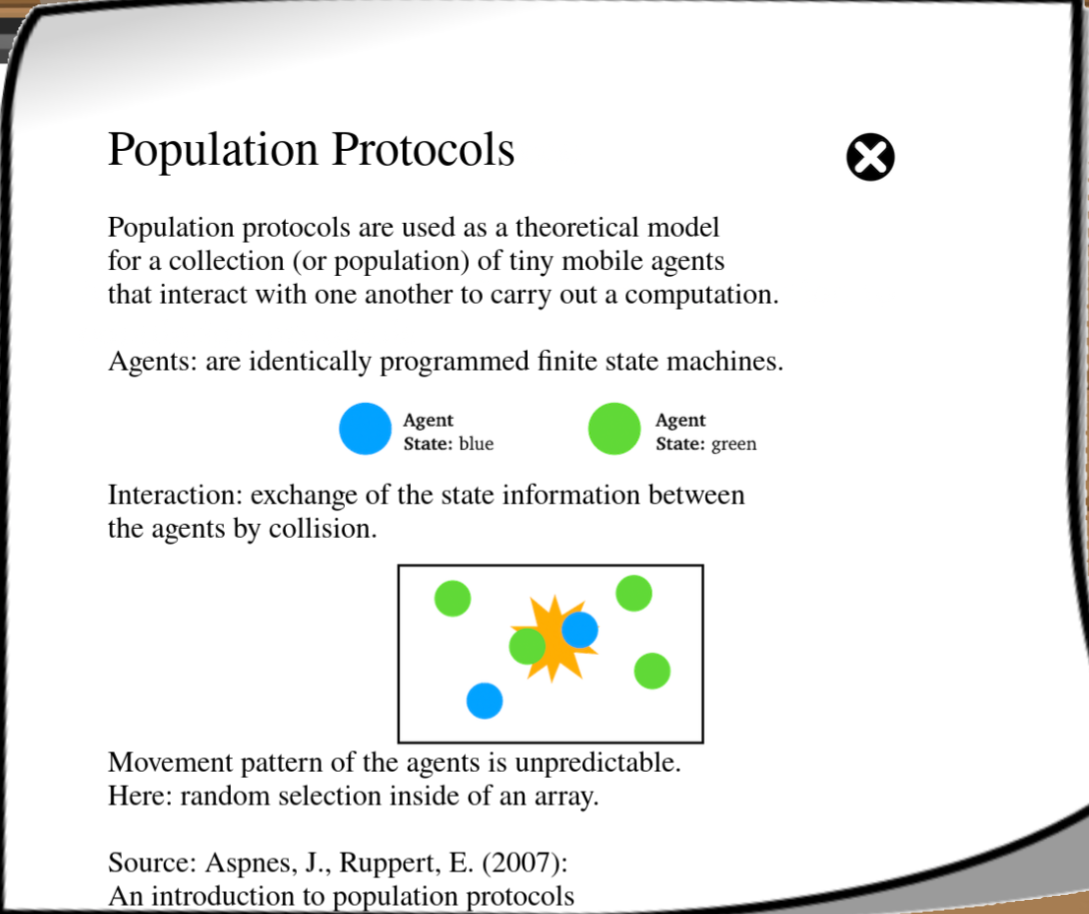 Population Protocols
Population protocols are used as a theoretical model
for a collection (or population) of tiny mobile agents
that interact with one another to carry out a computation.
Agents: are identically programmed finite state machines.
Agent
State: blue
Agent
State: green
Interaction: exchange of the state information between
the agents by collision.
Movement pattern of the agents is unpredictable.
Here: random selection inside of an array.
Source: Aspnes, J., Ruppert, E. (2007):
An introduction to population protocols